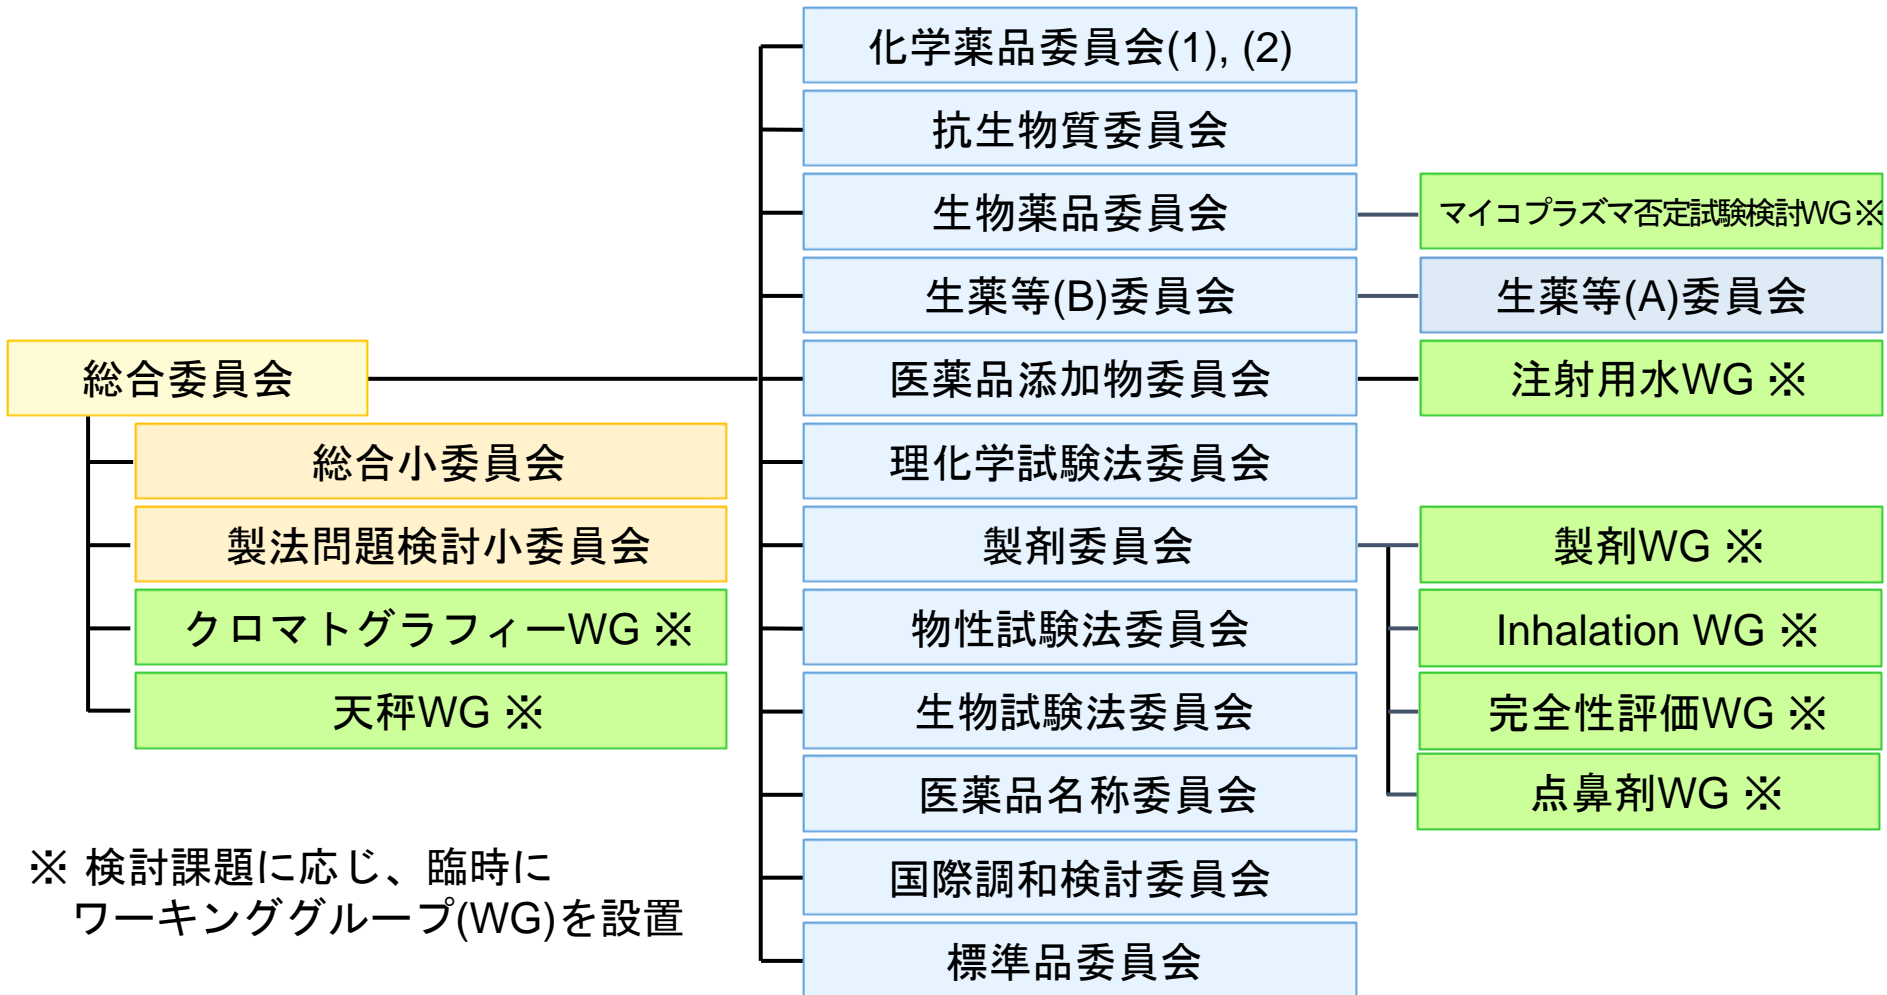 総合委員会
総合小委員会
製法問題検討小委員会
クロマトグラフィーWG ※
天秤WG ※
化学薬品委員会(1), (2)
抗生物質委員会
生物薬品委員会
マイコプラズマ否定試験検討WG※
生薬等(B)委員会
生薬等(A)委員会
医薬品添加物委員会
注射用水WG ※
理化学試験法委員会
製剤委員会
製剤WG ※
Inhalation WG ※
完全性評価WG ※
点鼻剤WG ※
物性試験法委員会
生物試験法委員会
医薬品名称委員会
国際調和検討委員会
標準品委員会
※ 検討課題に応じ、臨時に
ワーキンググループ(WG)を設置